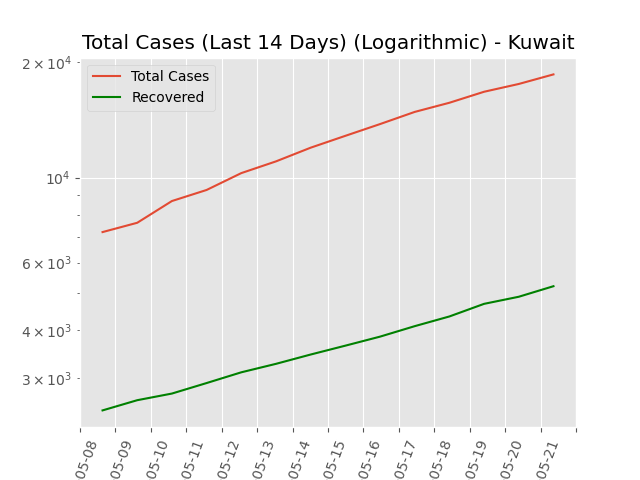 Total Cases (Last 14 Days) (Logarithmic) - Kuwait
2 × 10⁴
Total Cases
Recovered
10⁴
6 × 10³
4 × 10³
3 × 10³
05-08 05-09 05-10 05-11 05-12 05-13 05-14 05-15 05-16 05-17 05-18 05-19 05-20 05-21